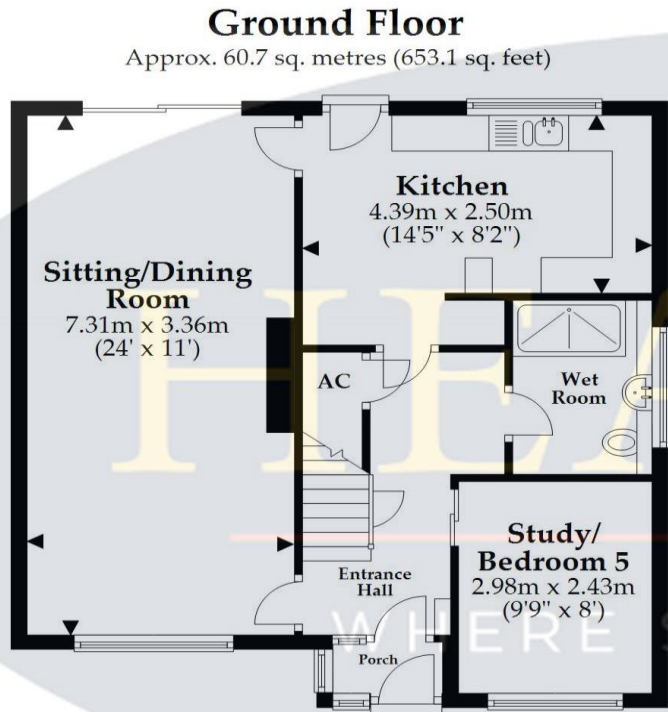 Ground Floor
Approx. 60.7 sq. metres (653.1 sq. feet)
Kitchen
4.39m x 2.50m
(14'5" x 8'2")
Sitting/Dining
Room
7.31m x 3.36m
(24' x 11')
AC
Wet
Room
Study/
Bedroom 5
2.98m x 2.43m
(9'9" x 8')
Entrance
Hall
Porch
HEA
WHERE S